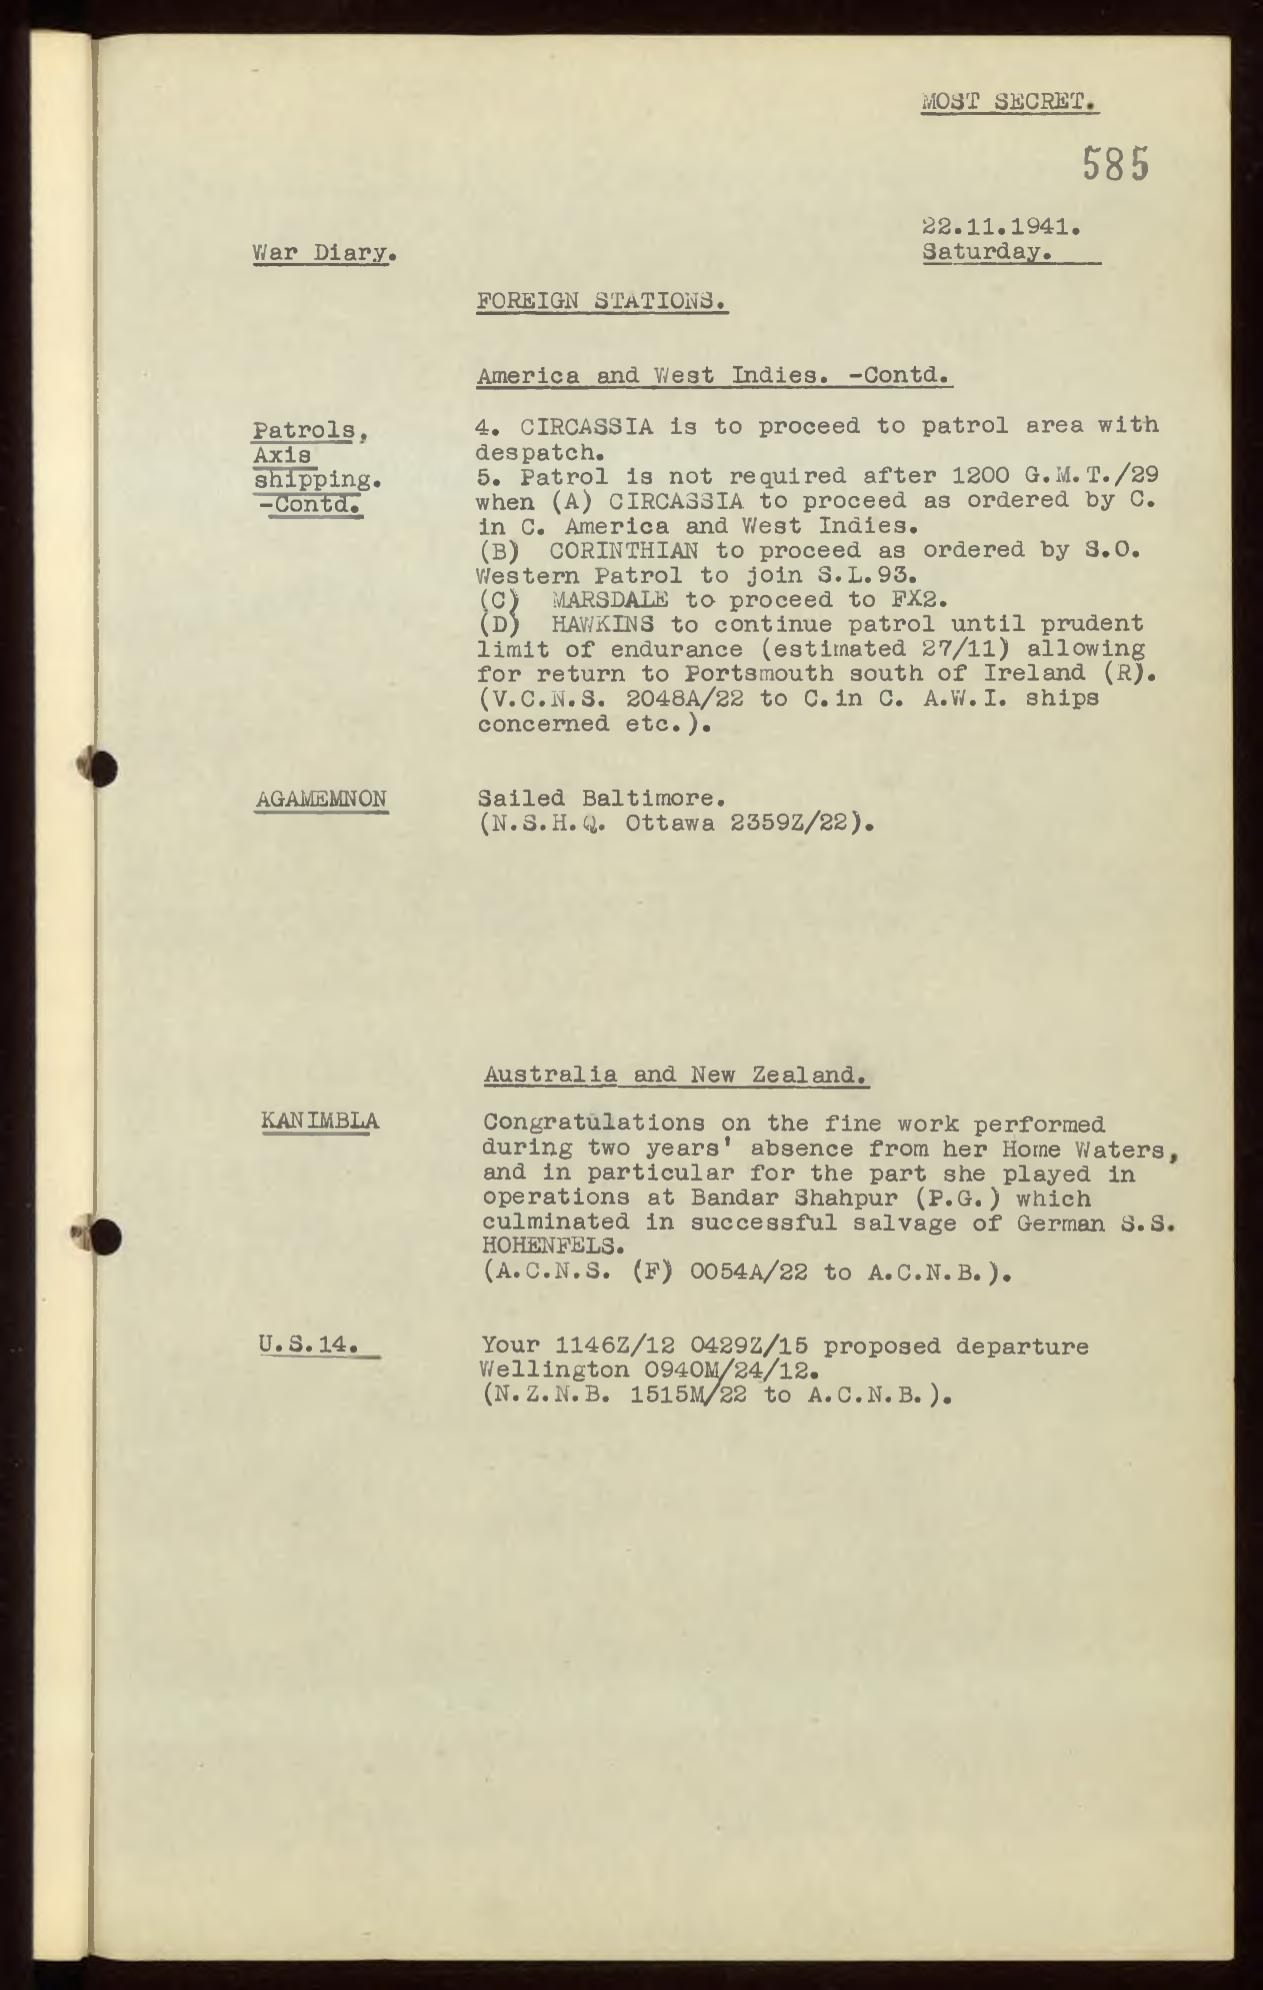 MOST SECRET.
585
22.11.1941.
War Diary.
Saturday.
FOREIGN STATIONS.
America and West Indies. -Contd.
Patrols,
Axis
shipping.
-Contd.
4. CIRCASSIA is to proceed to patrol area with
despatch.
5. Patrol is not required after 1200 G.M.T./29
when (A) CIRCASSIA to proceed as ordered by C.
in C. America and West Indies.
(B) CORINTHIAN to proceed as ordered by S.O.
Western Patrol to join S.L.93.
(C) MARSDALE to proceed to FX2.
(D) HAWKINS to continue patrol until prudent
limit of endurance (estimated 27/11) allowing
for return to Portsmouth south of Ireland (R).
(V.C.N.S. 2048A/22 to C.in C. A.W.I. ships
concerned etc.).
AGAMEMNON
Sailed Baltimore.
(N.S.H.Q. Ottawa 2359Z/22).
Australia and New Zealand.
KANIMBLA
Congratulations on the fine work performed
during two years' absence from her Home Waters,
and in particular for the part she played in
operations at Bandar Shahpur (P.G.) which
culminated in successful salvage of German S.S.
HOHENFELS.
(A.C.N.S. (F) 0054A/22 to A.C.N.B.).
U.S.14.
Your 1146Z/12 0429Z/15 proposed departure
Wellington 0940M/24/12.
(N.Z.N.B. 1515M/22 to A.C.N.B.).